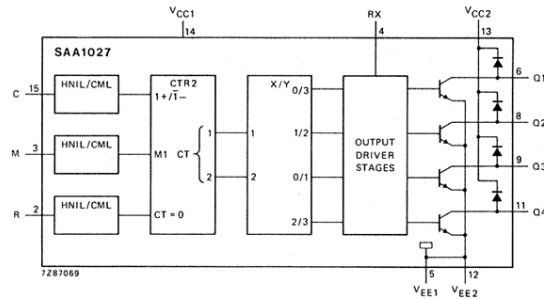 VCC1
RX
VCC2
14
4
13
SAA1027
C 15 HNIL/CML
CTR2
1+/1̅−
X/Y
0/3
6 Q1
M 3 HNIL/CML
M1 CT
1 1
2 2
1/2
OUTPUT
DRIVER
STAGES
8 Q2
0/1
9 Q3
R 2 HNIL/CML
CT = 0
2/3
11 Q4
7Z87069
5
12
VEE1 VEE2